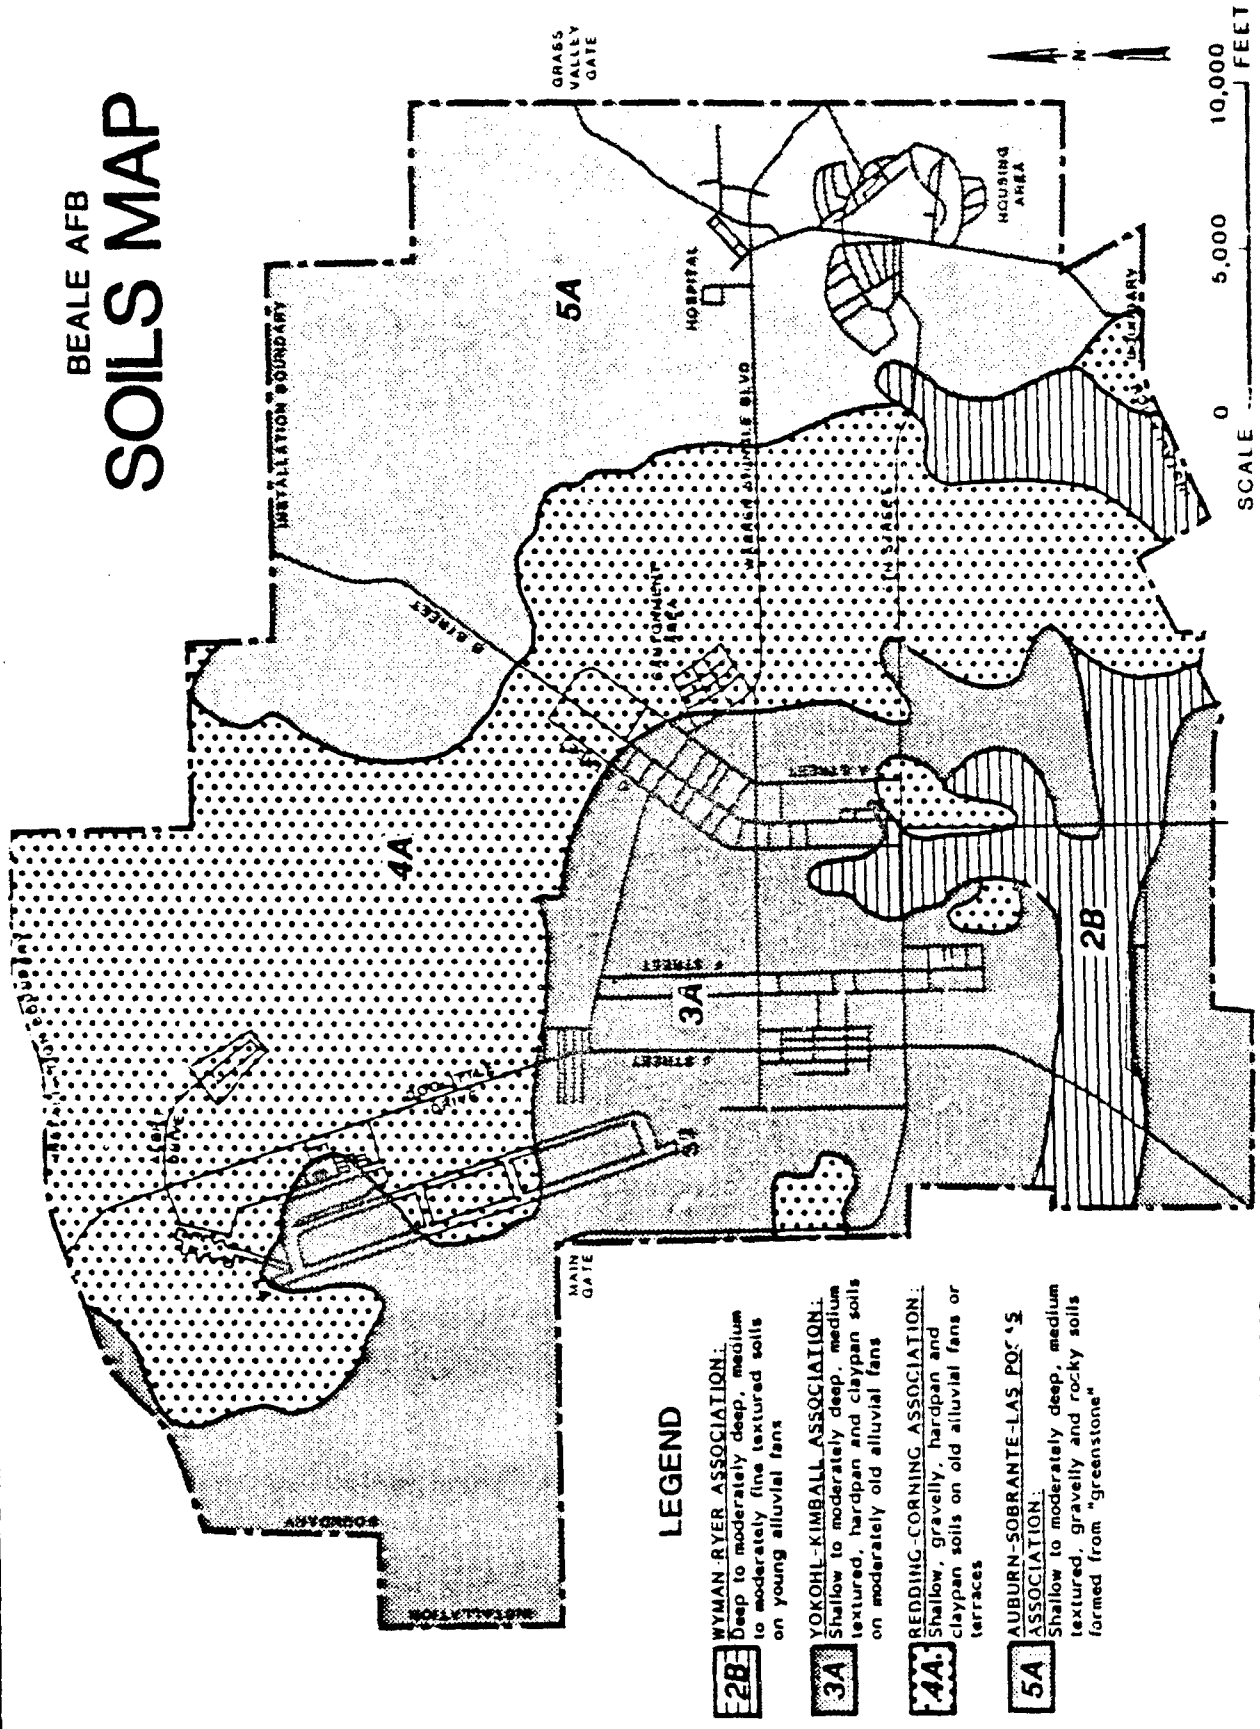 BEALE AFB
SOILS MAP
INSTALLATION BOUNDARY
GRASS
VALLEY
GATE
5A
HOSPITAL
HOUSING
AREA
B STREET
AREA
A STREET
4A
DRIVE
F STREET
3A
J STREET
2B
MAIN
GATE
BOUNDARY
INSTALLATION
N
SCALE
0
5,000
10,000
FEET
LEGEND
2B
WYMAN-RYER ASSOCIATION:
Deep to moderately deep, medium
to moderately fine textured soils
on young alluvial fans
3A
YOKOHL-KIMBALL ASSOCIATION:
Shallow to moderately deep, medium
textured, hardpan and claypan soils
on moderately old alluvial fans
4A
REDDING-CORNING ASSOCIATION:
Shallow, gravelly, hardpan and
claypan soils on old alluvial fans or
terraces
5A
AUBURN-SOBRANTE-LAS
ASSOCIATION:
Shallow to moderately deep, medium
textured, gravelly and rocky soils
formed from "greenstone"